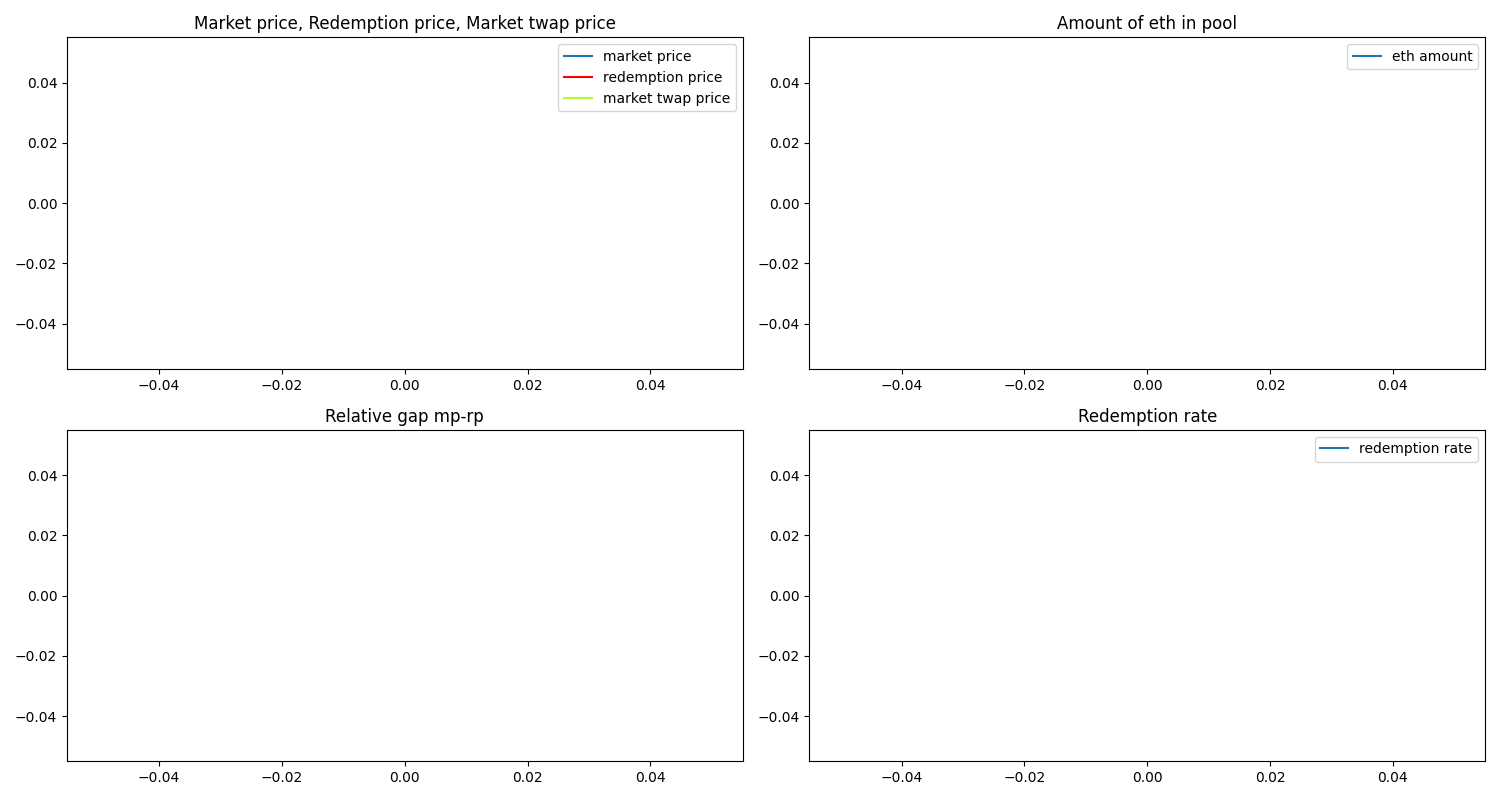 Market price, Redemption price, Market twap price
market price
redemption price
market twap price
0.04
0.02
0.00
−0.02
−0.04
−0.04 −0.02 0.00 0.02 0.04
Amount of eth in pool
eth amount
0.04
0.02
0.00
−0.02
−0.04
−0.04 −0.02 0.00 0.02 0.04
Relative gap mp-rp
0.04
0.02
0.00
−0.02
−0.04
−0.04 −0.02 0.00 0.02 0.04
Redemption rate
redemption rate
0.04
0.02
0.00
−0.02
−0.04
−0.04 −0.02 0.00 0.02 0.04